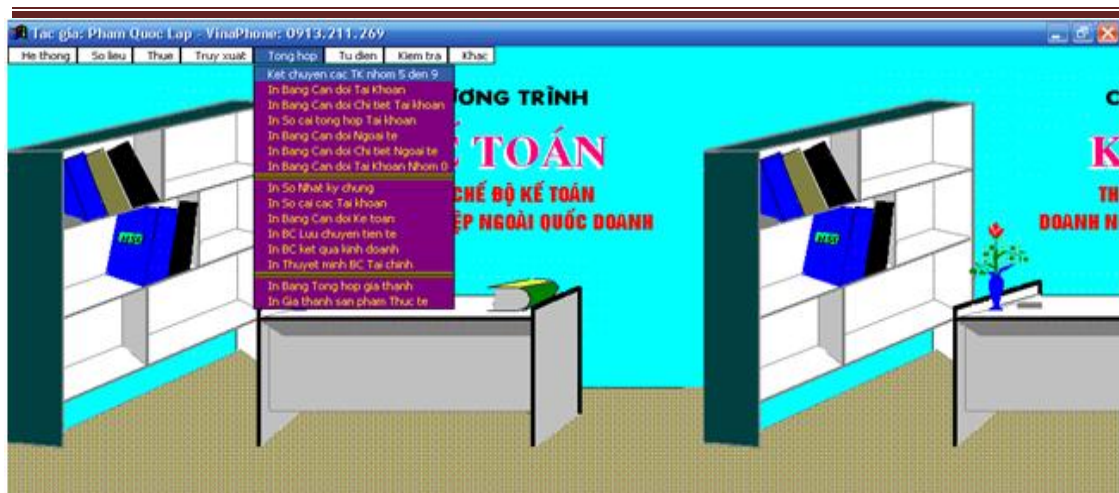 Tac gia: Pham Quoc Lap - VinaPhone: 0913.211.269
He thong So lieu Thue Truy xuat Tong hop Tu dien Kiem tra Khac
Ket chuyen cac TK nhom 5 den 9
In Bang Can doi Tai Khoan
In Bang Can doi Chi tiet Tai khoan
In So cai tong hop Tai khoan
In Bang Can doi Ngoai te
In Bang Can doi Chi tiet Ngoai te
In Bang Can doi Tai Khoan Nhom 0
In So Nhat ky chung
In So cai cac Tai khoan
In Bang Can doi Ke toan
In BC Luu chuyen tien te
In BC ket qua kinh doanh
In Thuyet minh BC Tai chinh
In Bang Tong hop gia thanh
In Gia thanh san pham Thuc te
ƯƠNG TRÌNH
Ế TOÁN
CHẾ ĐỘ KẾ TOÁN
ỆP NGOÀI QUỐC DOANH
C
K
TH
DOANH N